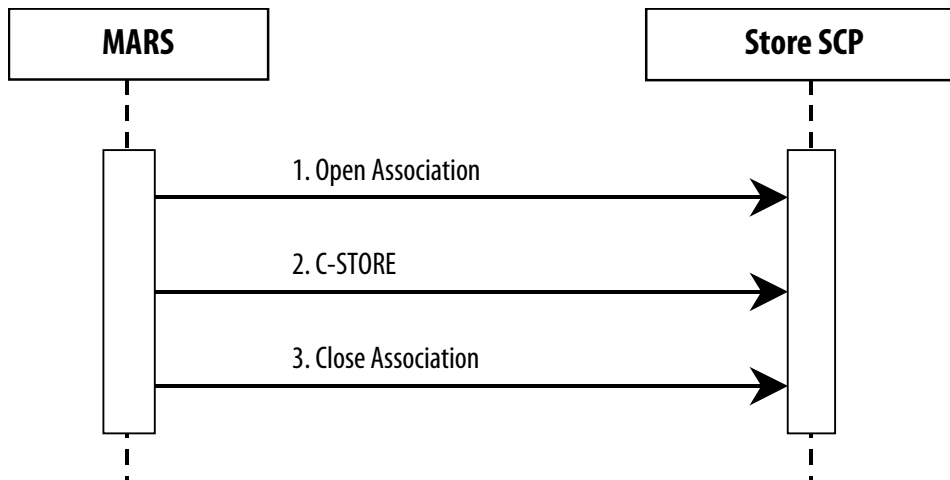 MARS
Store SCP
1. Open Association
2. C-STORE
3. Close Association